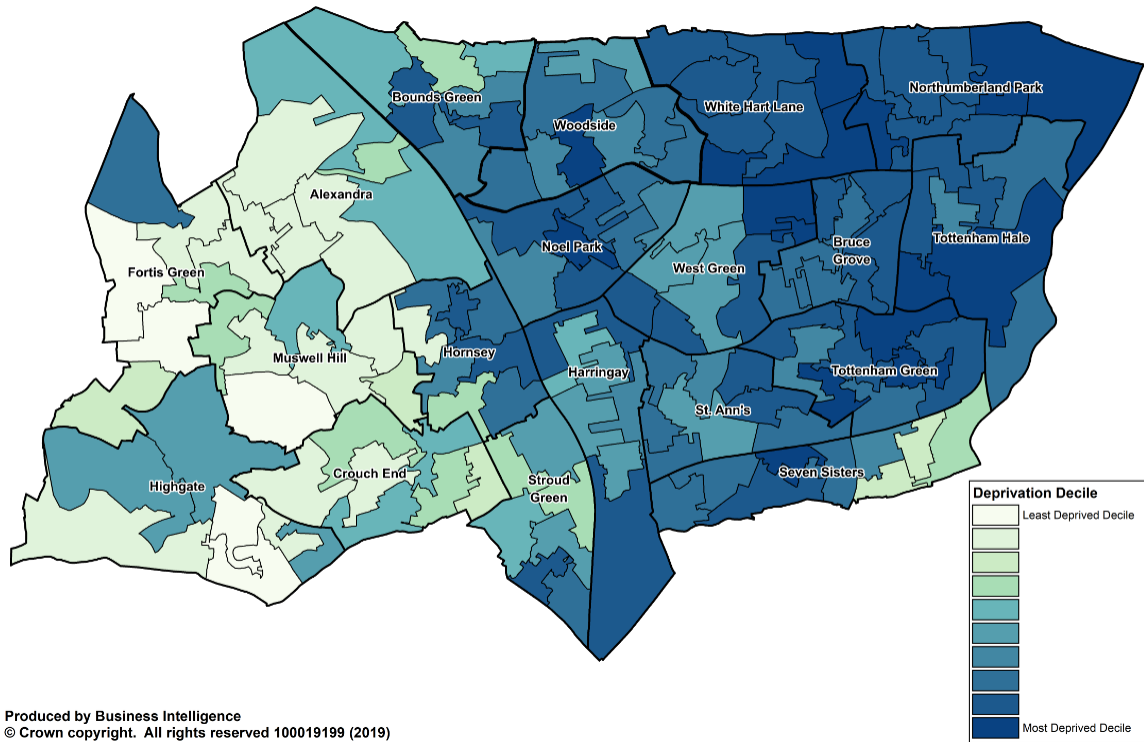 Bounds Green
Woodside
White Hart Lane
Northumberland Park
Alexandra
Fortis Green
Noel Park
West Green
Bruce
Grove
Tottenham Hale
Muswell Hill
Hornsey
Harringay
Tottenham Green
St. Ann's
Highgate
Crouch End
Stroud
Green
Seven Sisters
Deprivation Decile
Least Deprived Decile
Most Deprived Decile
Produced by Business Intelligence
© Crown copyright.  All rights reserved 100019199 (2019)